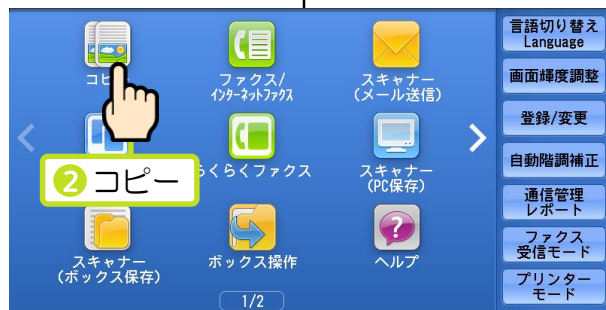 コピー
ファクス/
インターネットファクス
スキャナー
(メール送信)
② コピー
らくらくファクス
スキャナー
(PC保存)
スキャナー
(ボックス保存)
ボックス操作
ヘルプ
1/2
言語切り替え
Language
画面輝度調整
登録/変更
自動階調補正
通信管理
レポート
ファクス
受信モード
プリンター
モード